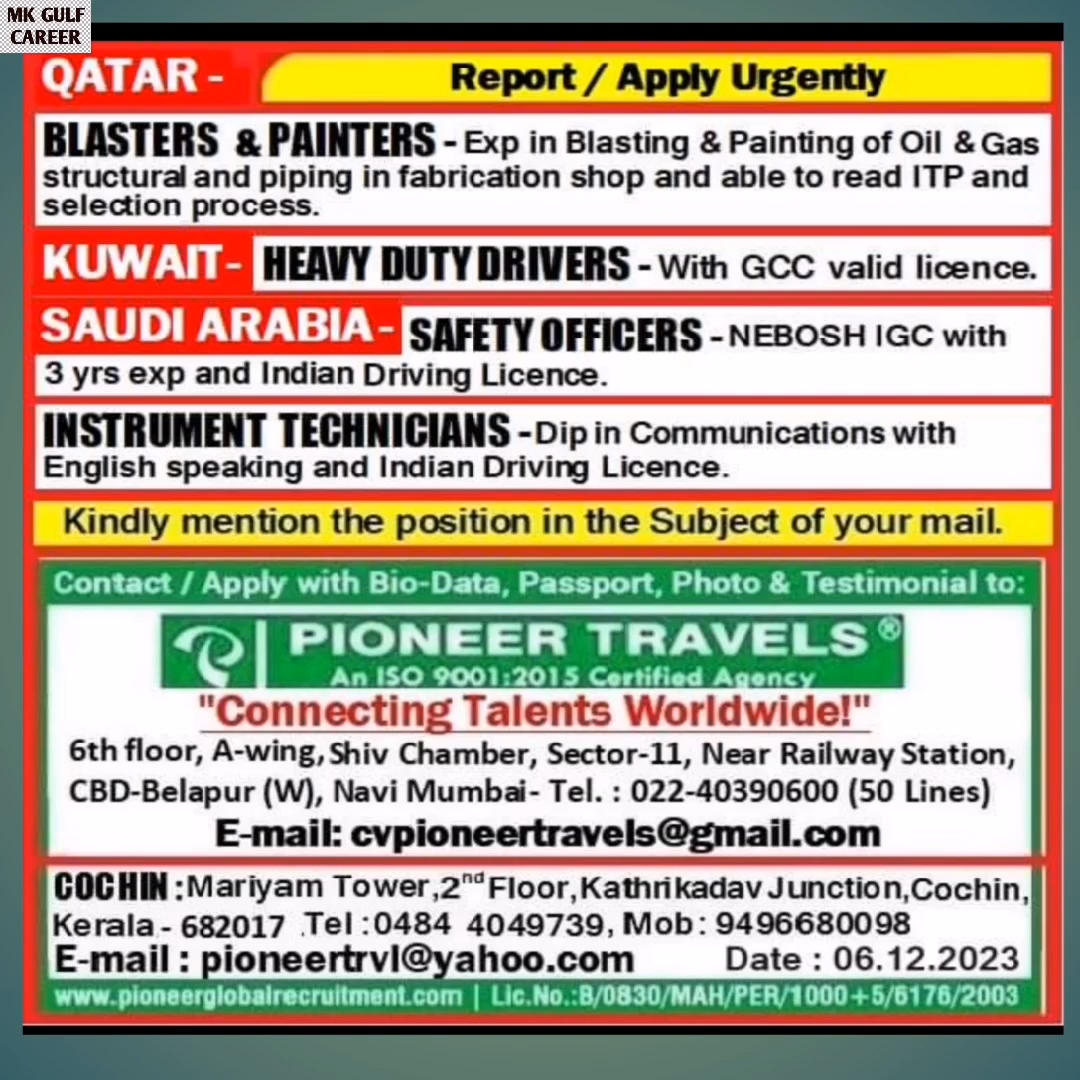 MK GULF
CAREER
QATAR - Report / Apply Urgently
BLASTERS & PAINTERS - Exp in Blasting & Painting of Oil & Gas
structural and piping in fabrication shop and able to read ITP and
selection process.
KUWAIT- HEAVY DUTY DRIVERS - With GCC valid licence.
SAUDI ARABIA - SAFETY OFFICERS - NEBOSH IGC with
3 yrs exp and Indian Driving Licence.
INSTRUMENT TECHNICIANS - Dip in Communications with
English speaking and Indian Driving Licence.
Kindly mention the position in the Subject of your mail.
Contact / Apply with Bio-Data, Passport, Photo & Testimonial to:
PIONEER TRAVELS ®
An ISO 9001:2015 Certified Agency
"Connecting Talents Worldwide!"
6th floor, A-wing, Shiv Chamber, Sector-11, Near Railway Station,
CBD-Belapur (W), Navi Mumbai- Tel. : 022-40390600 (50 Lines)
E-mail: cvpioneertravels@gmail.com
COCHIN : Mariyam Tower, 2nd Floor, Kathrikadav Junction, Cochin,
Kerala - 682017 .Tel : 0484 4049739, Mob: 9496680098
E-mail : pioneertrvl@yahoo.com Date : 06.12.2023
www.pioneerglobalrecruitment.com | Lic.No.:B/0830/MAH/PER/1000+5/6176/2003